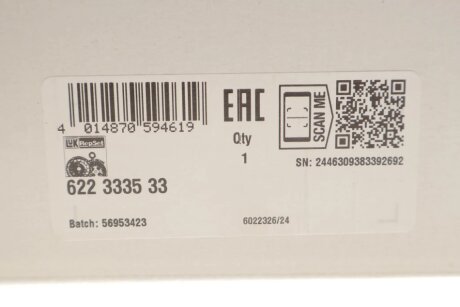 4 014870 594619
EAC
Qty
1
SCAN ME
SN: 2446309383392692
LuK RepSet
622 3335 33
Batch: 56953423
6022326/24